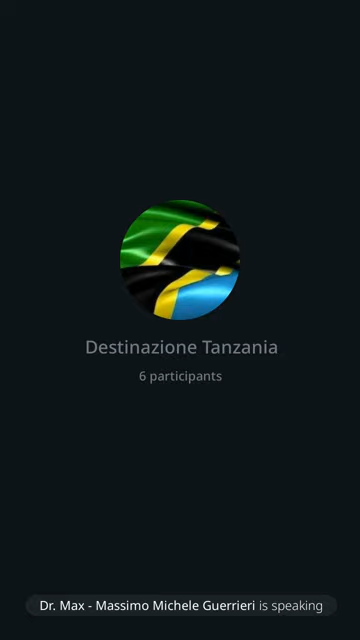 Destinazione Tanzania
6 participants
Dr. Max - Massimo Michele Guerrieri is speaking